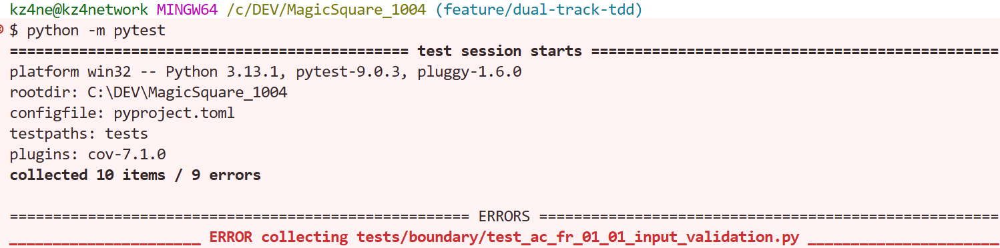 kz4ne@kz4network MINGW64 /c/DEV/MagicSquare_1004 (feature/dual-track-tdd)
$ python -m pytest
============================================== test session starts ===============================================
platform win32 -- Python 3.13.1, pytest-9.0.3, pluggy-1.6.0
rootdir: C:\DEV\MagicSquare_1004
configfile: pyproject.toml
testpaths: tests
plugins: cov-7.1.0
collected 10 items / 9 errors
===================================================== ERRORS =====================================================
______________________ ERROR collecting tests/boundary/test_ac_fr_01_01_input_validation.py ______________________